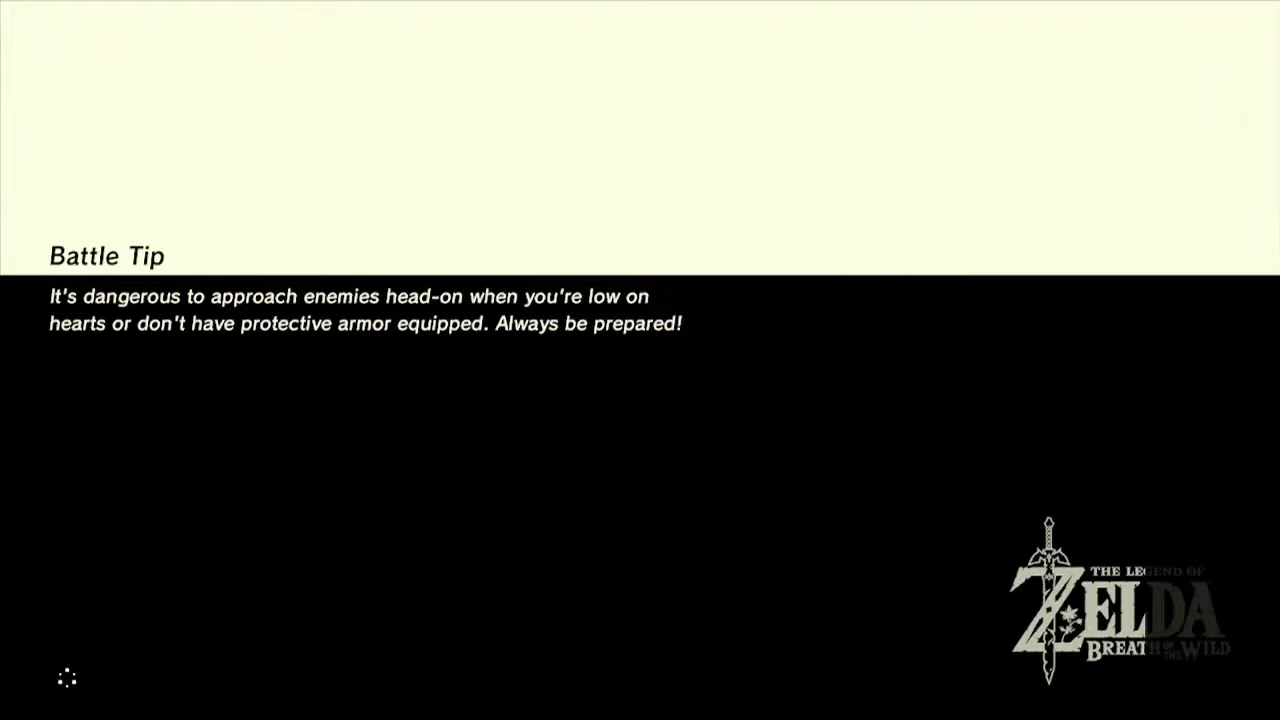 Battle Tip
It's dangerous to approach enemies head-on when you're low on
hearts or don't have protective armor equipped. Always be prepared!
THE LEGEND OF
ZELDA
BREATH OF THE WILD